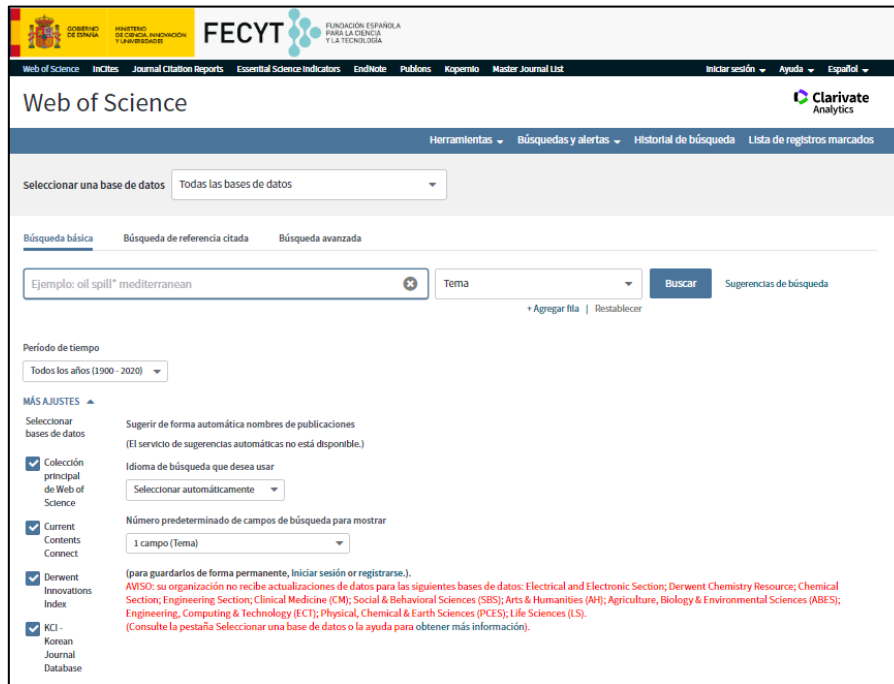 GOBIERNO
DE ESPAÑA
MINISTERIO
DE CIENCIA, INNOVACIÓN
Y UNIVERSIDADES
FECYT
FUNDACIÓN ESPAÑOLA
PARA LA CIENCIA
Y LA TECNOLOGÍA
Web of Science InCites Journal Citation Reports Essential Science Indicators EndNote Publons Kopernio Master Journal List Iniciar sesión Ayuda Español
Web of Science
Clarivate
Analytics
Herramientas Búsquedas y alertas Historial de búsqueda Lista de registros marcados
Seleccionar una base de datos Todas las bases de datos
Búsqueda básica Búsqueda de referencia citada Búsqueda avanzada
Ejemplo: oil spill* mediterranean Tema Buscar Sugerencias de búsqueda
+ Agregar fila | Restablecer
Período de tiempo
Todos los años (1900 - 2020)
MÁS AJUSTES
Seleccionar
bases de datos
Colección
principal
de Web of
Science
Current
Contents
Connect
Derwent
Innovations
Index
KCI -
Korean
Journal
Database
Sugerir de forma automática nombres de publicaciones
(El servicio de sugerencias automáticas no está disponible.)
Idioma de búsqueda que desea usar
Seleccionar automáticamente
Número predeterminado de campos de búsqueda para mostrar
1 campo (Tema)
(para guardarlos de forma permanente, Iniciar sesión or registrarse.).
AVISO: su organización no recibe actualizaciones de datos para las siguientes bases de datos: Electrical and Electronic Section; Derwent Chemistry Resource; Chemical
Section; Engineering Section; Clinical Medicine (CM); Social & Behavioral Sciences (SBS); Arts & Humanities (AH); Agriculture, Biology & Environmental Sciences (ABES);
Engineering, Computing & Technology (ECT); Physical, Chemical & Earth Sciences (PCES); Life Sciences (LS).
(Consulte la pestaña Seleccionar una base de datos o la ayuda para obtener más información).